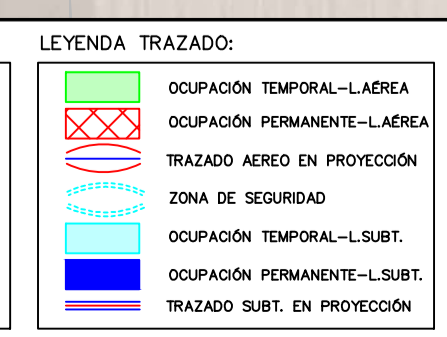 LEYENDA TRAZADO:
OCUPACIÓN TEMPORAL-L.AÉREA
OCUPACIÓN PERMANENTE-L.AÉREA
TRAZADO AEREO EN PROYECCIÓN
ZONA DE SEGURIDAD
OCUPACIÓN TEMPORAL-L.SUBT.
OCUPACIÓN PERMANENTE-L.SUBT.
TRAZADO SUBT. EN PROYECCIÓN